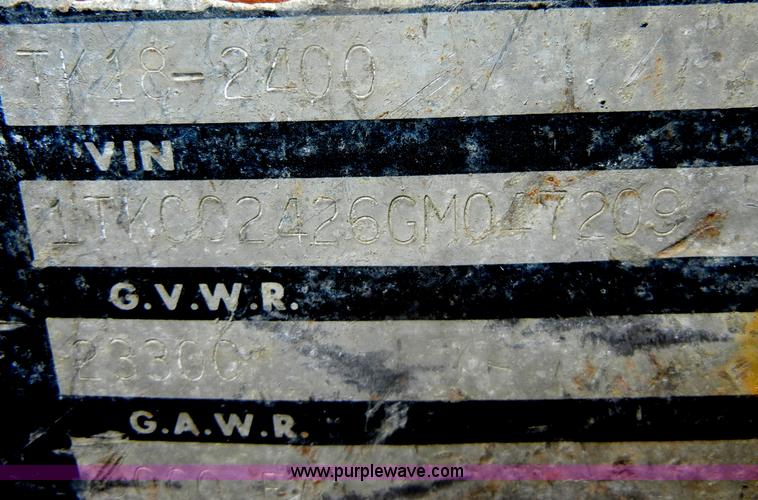 TK18-2400
VIN
1TKC02426GM047209
G.V.W.R.
23300
G.A.W.R.
www.purplewave.com